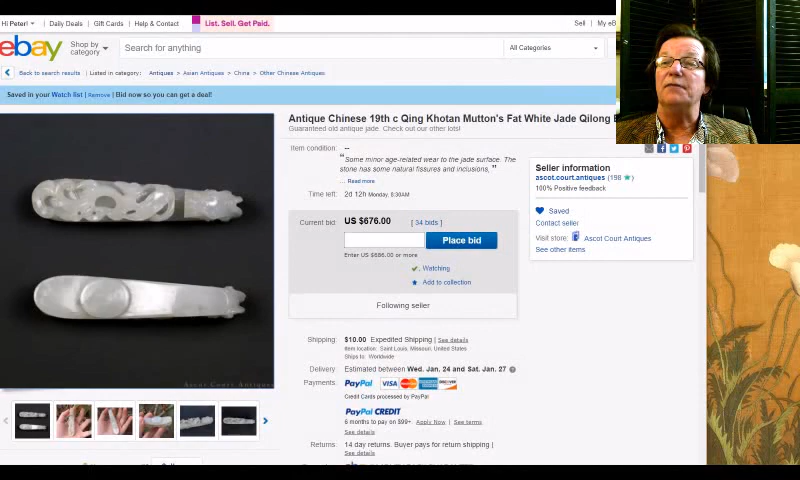 Hi Peter! Daily Deals Gift Cards Help & Contact List. Sell. Get Paid. Sell My eB
ebay Shop by category Search for anything All Categories
Back to search results Listed in category: Antiques > Asian Antiques > China > Other Chinese Antiques
Saved in your Watch list | Remove | Bid now so you can get a deal!
Antique Chinese 19th c Qing Khotan Mutton's Fat White Jade Qilong
Guaranteed old antique jade. Check out our other lots!
Item condition: --
"Some minor age-related wear to the jade surface. The
stone has some natural fissures and inclusions,"
... Read more
Time left: 2d 12h Monday, 8:30AM
Current bid: US $676.00 [ 34 bids ]
Place bid
Enter US $686.00 or more
Watching
Add to collection
Following seller
Shipping: $10.00 Expedited Shipping | See details
Item location: Saint Louis, Missouri, United States
Ships to: Worldwide
Delivery: Estimated between Wed. Jan. 24 and Sat. Jan. 27
Payments: PayPal VISA DISCOVER
Credit Cards processed by PayPal
PayPal CREDIT
6 months to pay on $99+. Apply Now | See terms
See details
Returns: 14 day returns. Buyer pays for return shipping |
See details
Seller information
ascot.court.antiques (198 )
100% Positive feedback
Saved
Contact seller
Visit store: Ascot Court Antiques
See other items
Ascot Court Antiques